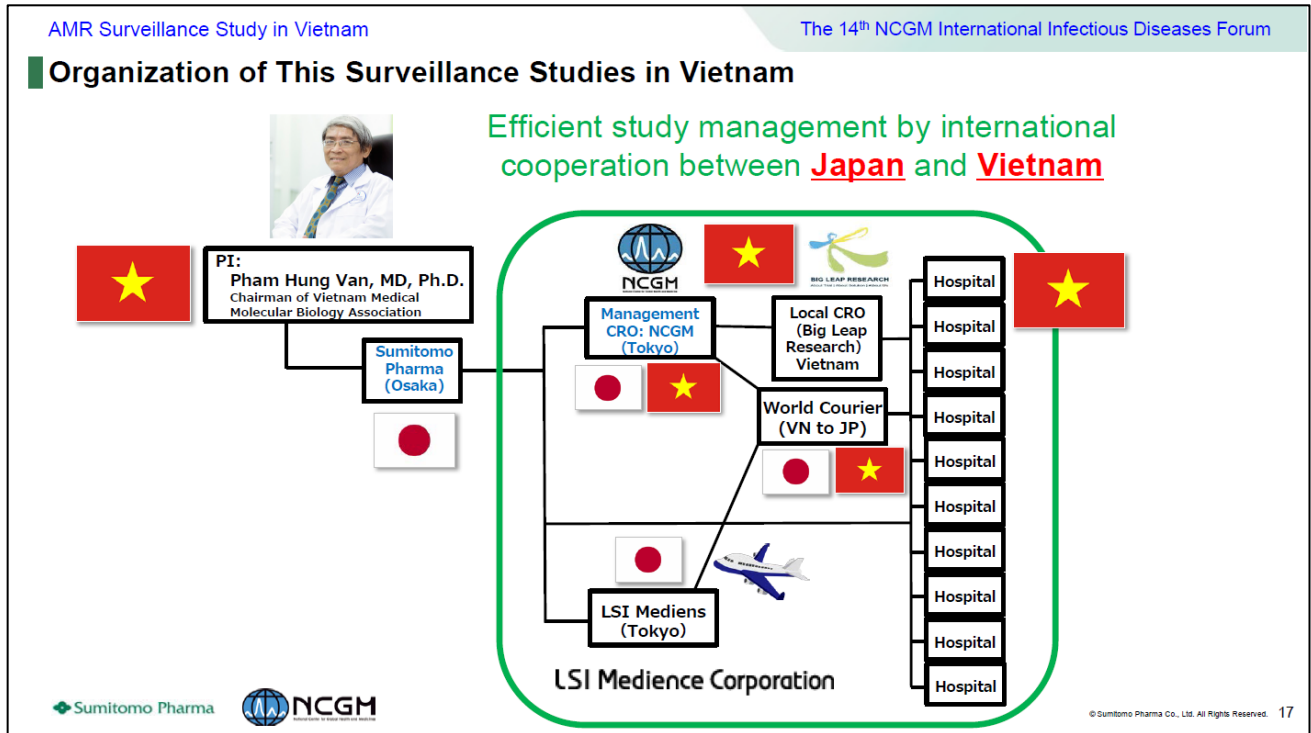 AMR Surveillance Study in Vietnam
The 14th NCGM International Infectious Diseases Forum
Organization of This Surveillance Studies in Vietnam
Efficient study management by international
cooperation between Japan and Vietnam
PI:
Pham Hung Van, MD, Ph.D.
Chairman of Vietnam Medical
Molecular Biology Association
Sumitomo
Pharma
(Osaka)
NCGM
BIG LEAP RESEARCH
Management
CRO: NCGM
(Tokyo)
Local CRO
(Big Leap
Research)
Vietnam
World Courier
(VN to JP)
LSI Mediens
(Tokyo)
LSI Medience Corporation
Hospital
Hospital
Hospital
Hospital
Hospital
Hospital
Hospital
Hospital
Hospital
Hospital
Sumitomo Pharma
NCGM
© Sumitomo Pharma Co., Ltd. All Rights Reserved.
17